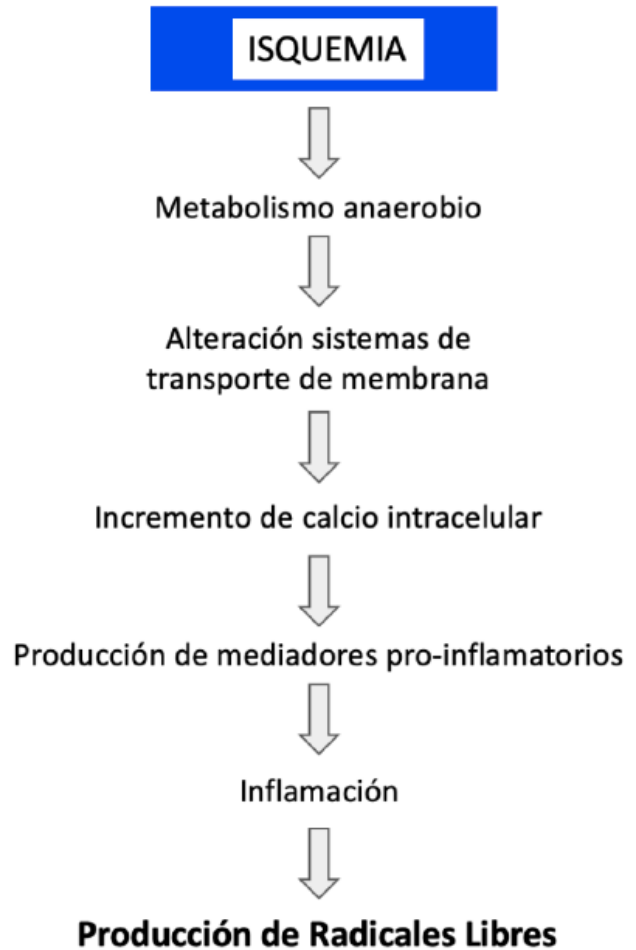 ISQUEMIA
Metabolismo anaerobio
Alteración sistemas de
transporte de membrana
Incremento de calcio intracelular
Producción de mediadores pro-inflamatorios
Inflamación
Producción de Radicales Libres